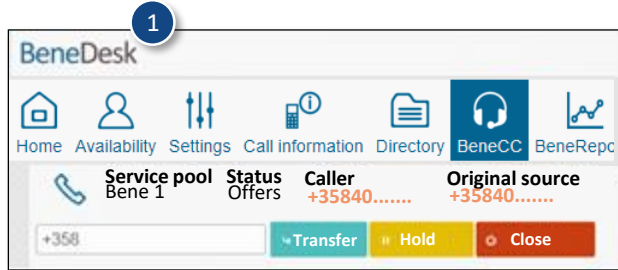 1
BeneDesk
Home Availability Settings Call information Directory BeneCC BeneRepo
Service pool Status Caller Original source
Bene 1 Offers +35840....... +35840.......
+358 Transfer Hold Close